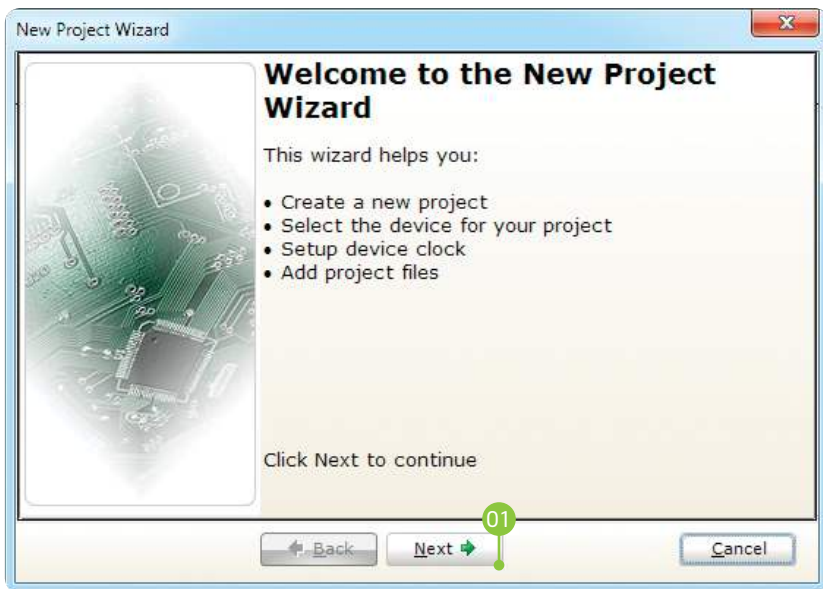 New Project Wizard
Welcome to the New Project
Wizard
This wizard helps you:
• Create a new project
• Select the device for your project
• Setup device clock
• Add project files
Click Next to continue
01
Back Next Cancel